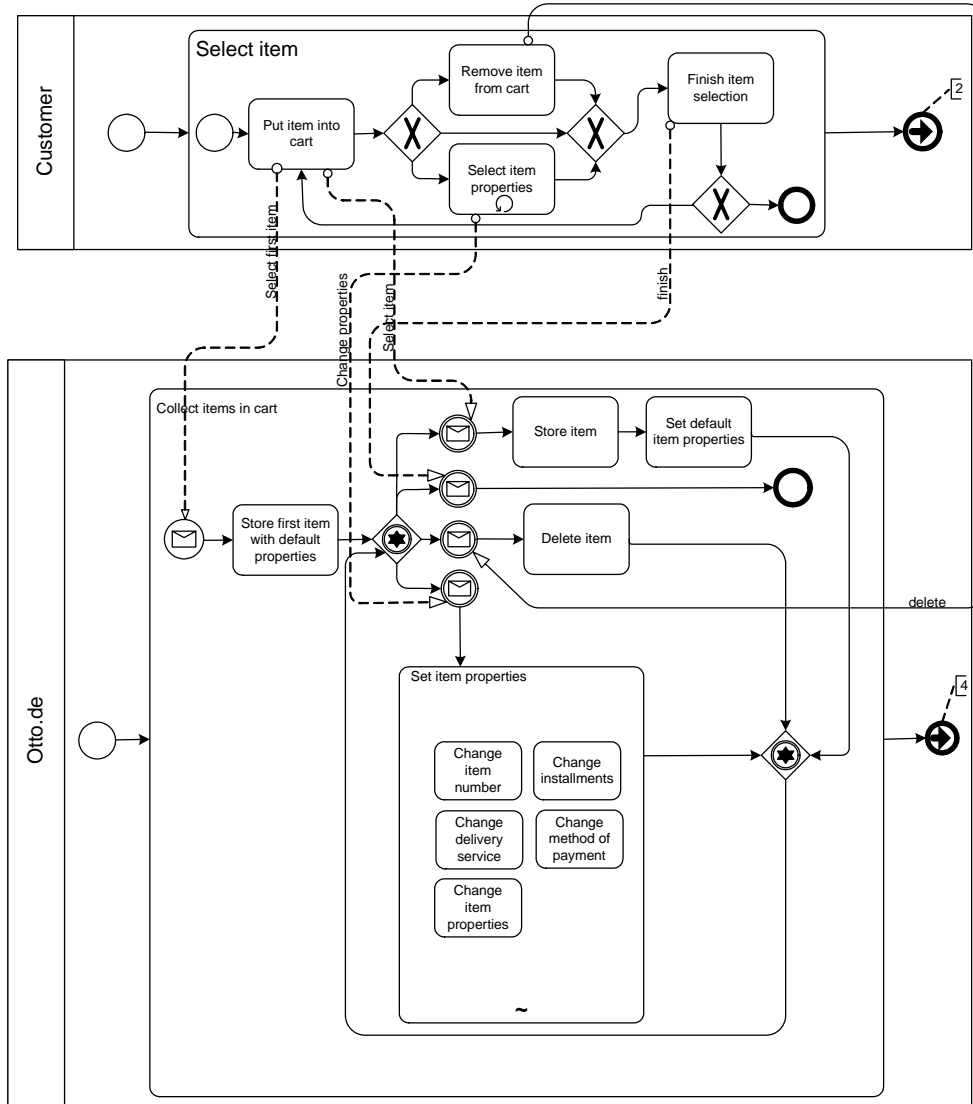 Customer
Select item
Put item into
cart
Remove item
from cart
Select item
properties
Finish item
selection
2
Select first item
Change properties
Select item
finish
Otto.de
Collect items in cart
Store item
Set default
item properties
Store first item
with default
properties
Delete item
delete
Set item properties
4
Change
item
number
Change
installments
Change
delivery
service
Change
method of
payment
Change
item
properties
~